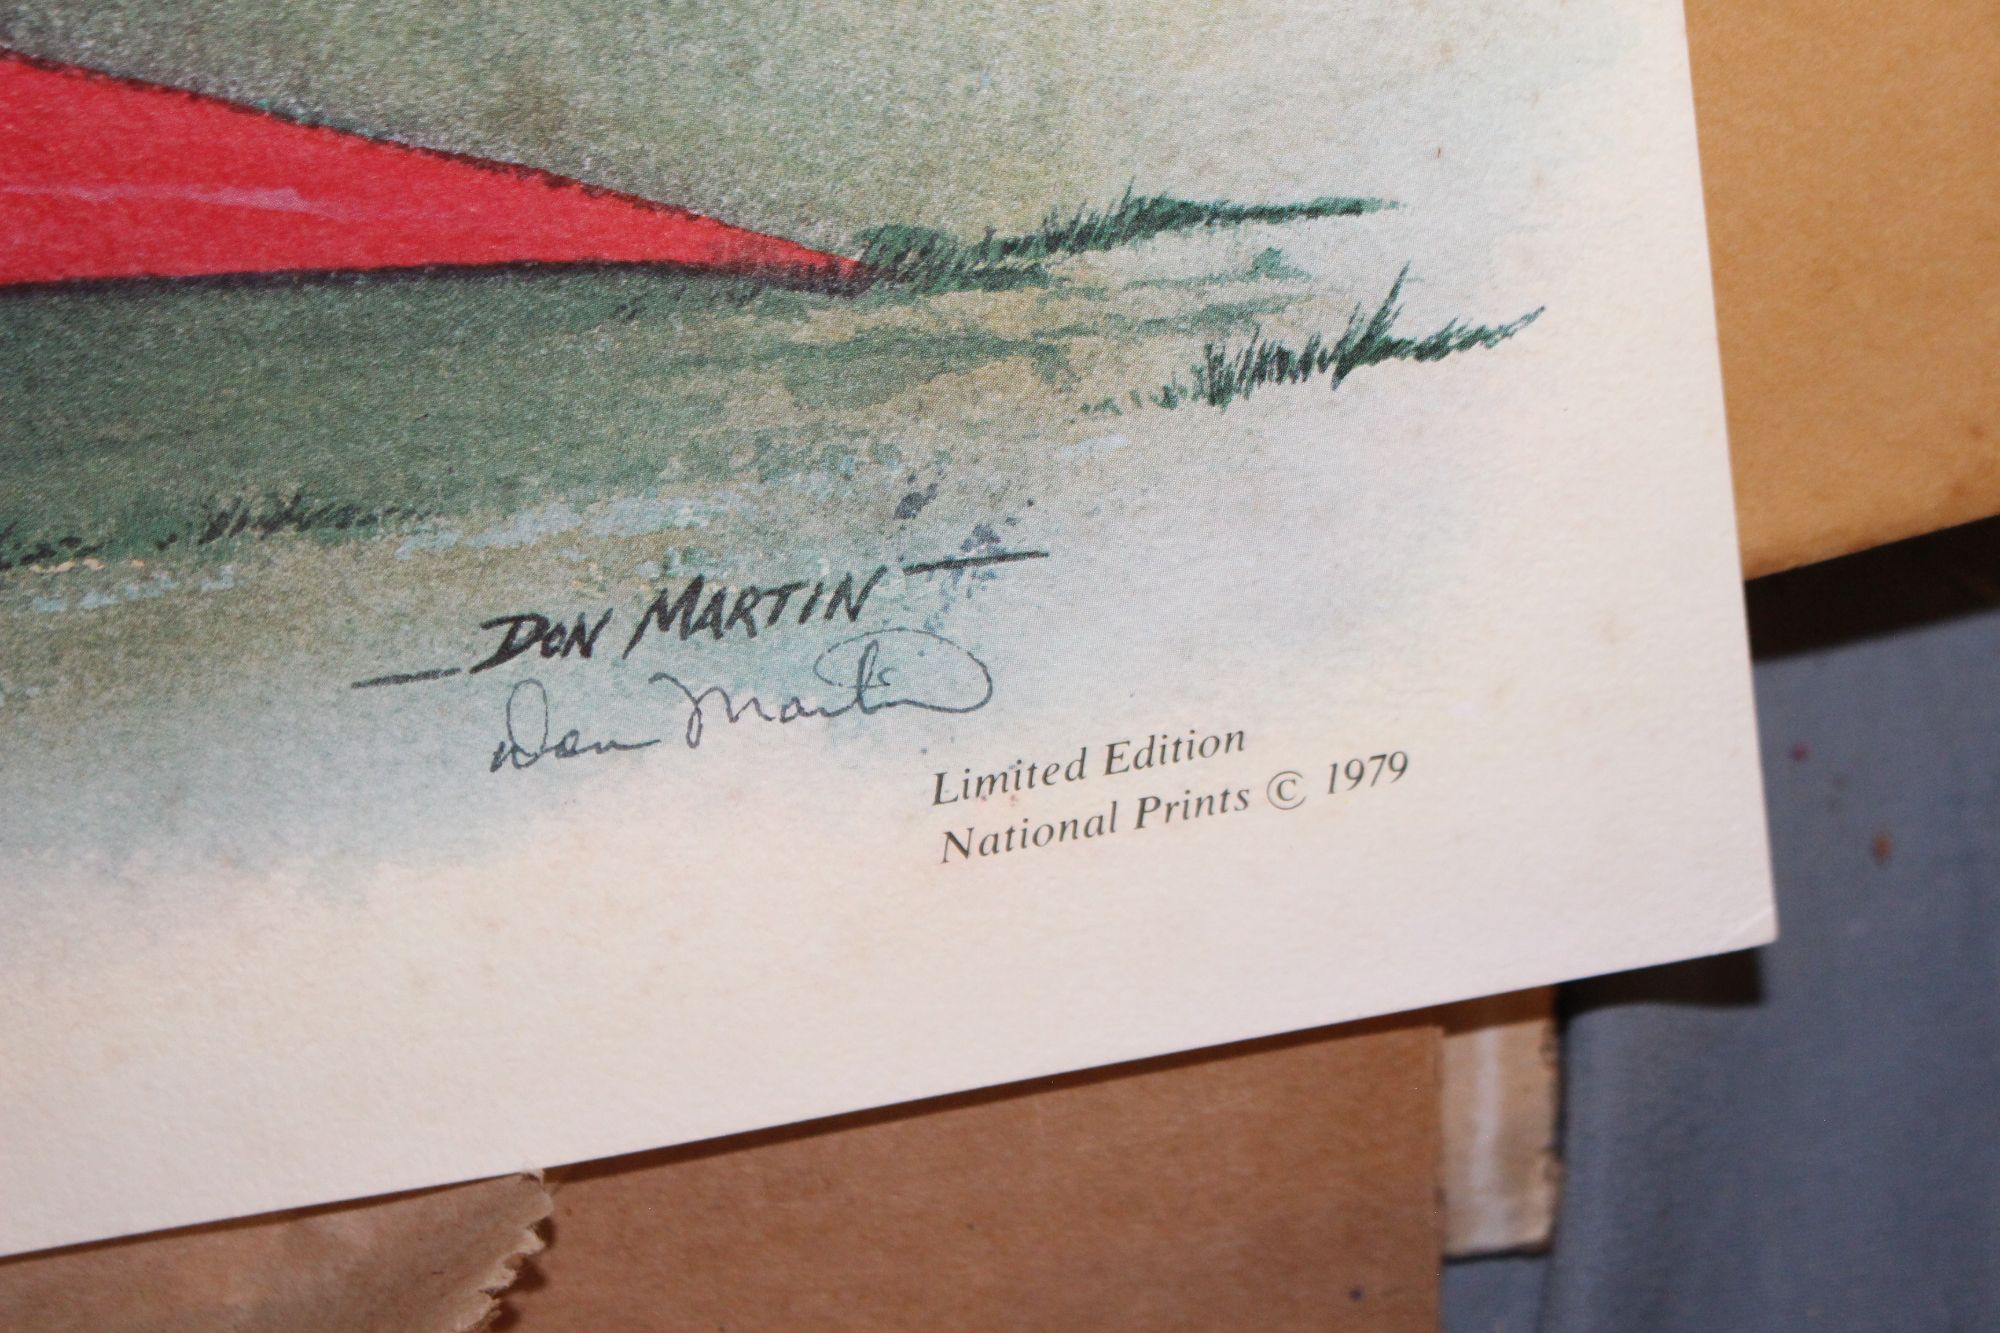 DON MARTIN
Don Martin
Limited Edition
National Prints © 1979